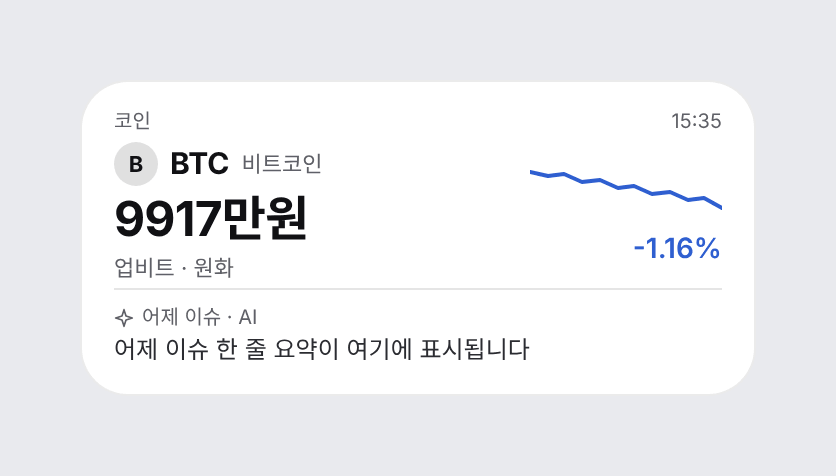 코인
15:35
B BTC 비트코인
9917만원
-1.16%
업비트 · 원화
어제 이슈 · AI
어제 이슈 한 줄 요약이 여기에 표시됩니다